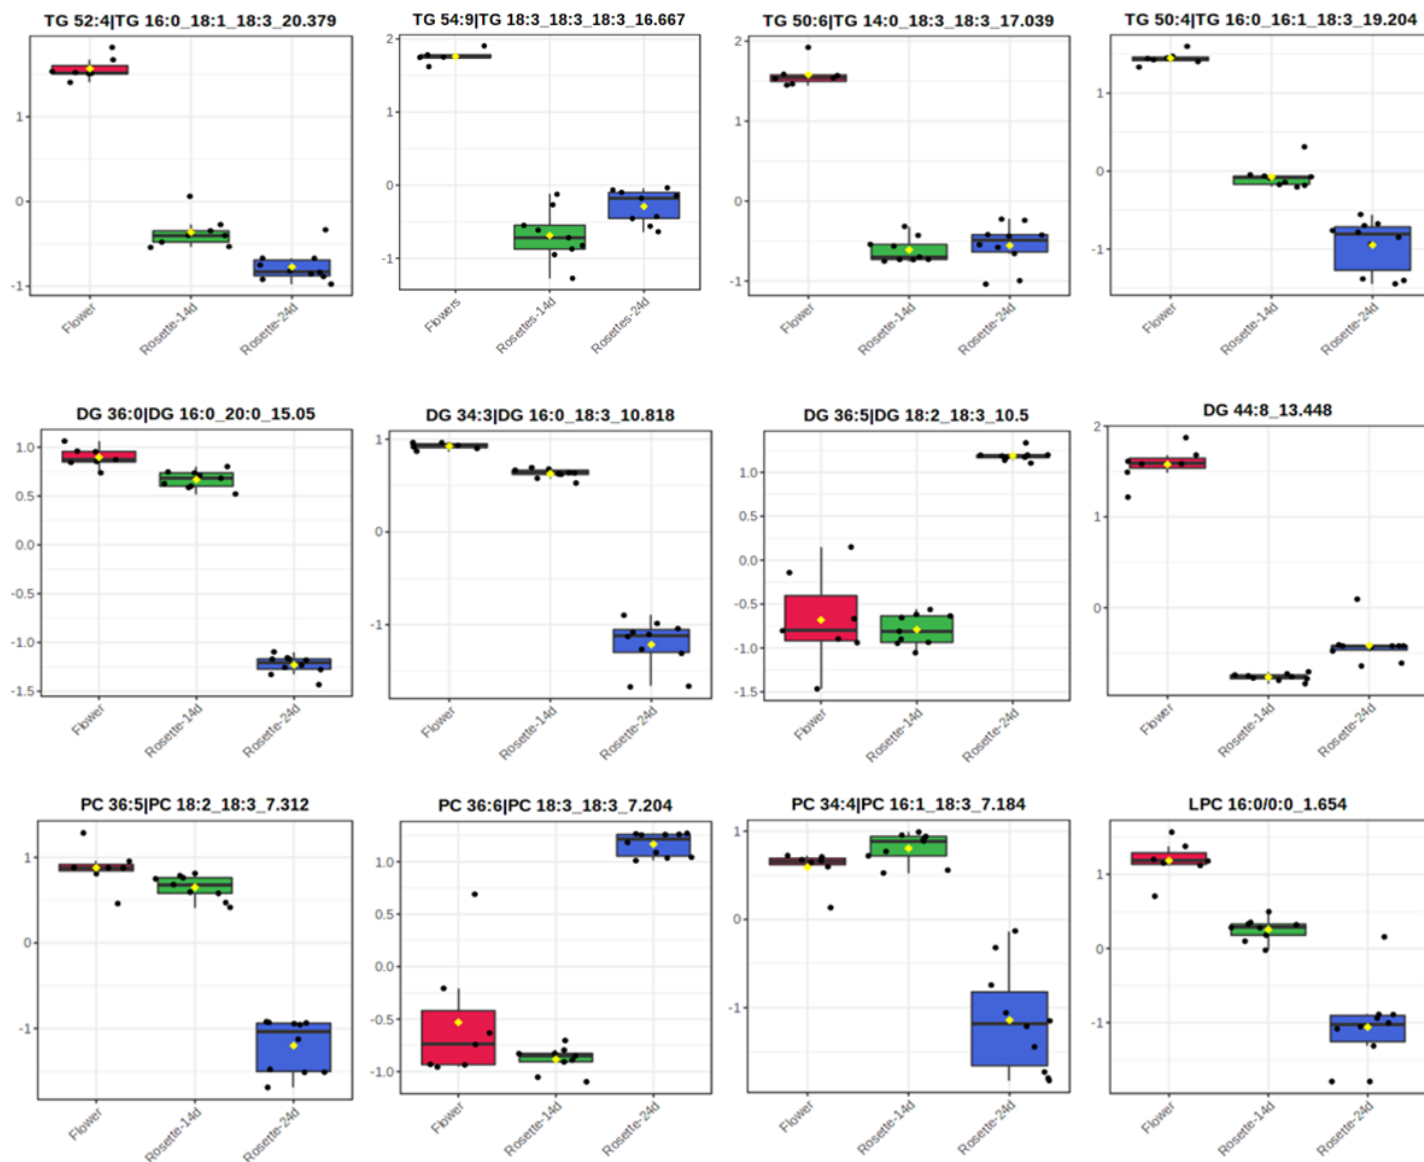 TG 52:4|TG 16:0_18:1_18:3_20.379
1
0
-1
Flower
Rosette-14d
Rosette-24d
TG 54:9|TG 18:3_18:3_18:3_16.667
2
1
0
-1
Flowers
Rosettes-14d
Rosettes-24d
TG 50:6|TG 14:0_18:3_18:3_17.039
2
1
0
-1
Flower
Rosette-14d
Rosette-24d
TG 50:4|TG 16:0_16:1_18:3_19.204
1
0
-1
Flower
Rosette-14d
Rosette-24d
DG 36:0|DG 16:0_20:0_15.05
1.0
0.5
0.0
-0.5
-1.0
-1.5
Flower
Rosette-14d
Rosette-24d
DG 34:3|DG 16:0_18:3_10.818
1
0
-1
Flower
Rosette-14d
Rosette-24d
DG 36:5|DG 18:2_18:3_10.5
1.0
0.5
0.0
-0.5
-1.0
-1.5
Flower
Rosette-14d
Rosette-24d
DG 44:8_13.448
2
1
0
Flower
Rosette-14d
Rosette-24d
PC 36:5|PC 18:2_18:3_7.312
1
0
-1
Flower
Rosette-14d
Rosette-24d
PC 36:6|PC 18:3_18:3_7.204
1.0
0.5
0.0
-0.5
-1.0
Flower
Rosette-14d
Rosette-24d
PC 34:4|PC 16:1_18:3_7.184
1
0
-1
Flower
Rosette-14d
Rosette-24d
LPC 16:0/0:0_1.654
1
0
-1
Flower
Rosette-14d
Rosette-24d